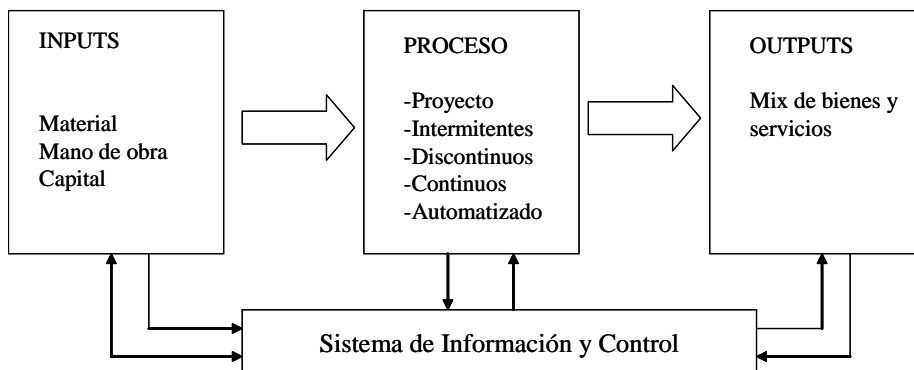 INPUTS
Material
Mano de obra
Capital
PROCESO
-Proyecto
-Intermitentes
-Discontinuos
-Continuos
-Automatizado
OUTPUTS
Mix de bienes y
servicios
Sistema de Información y Control